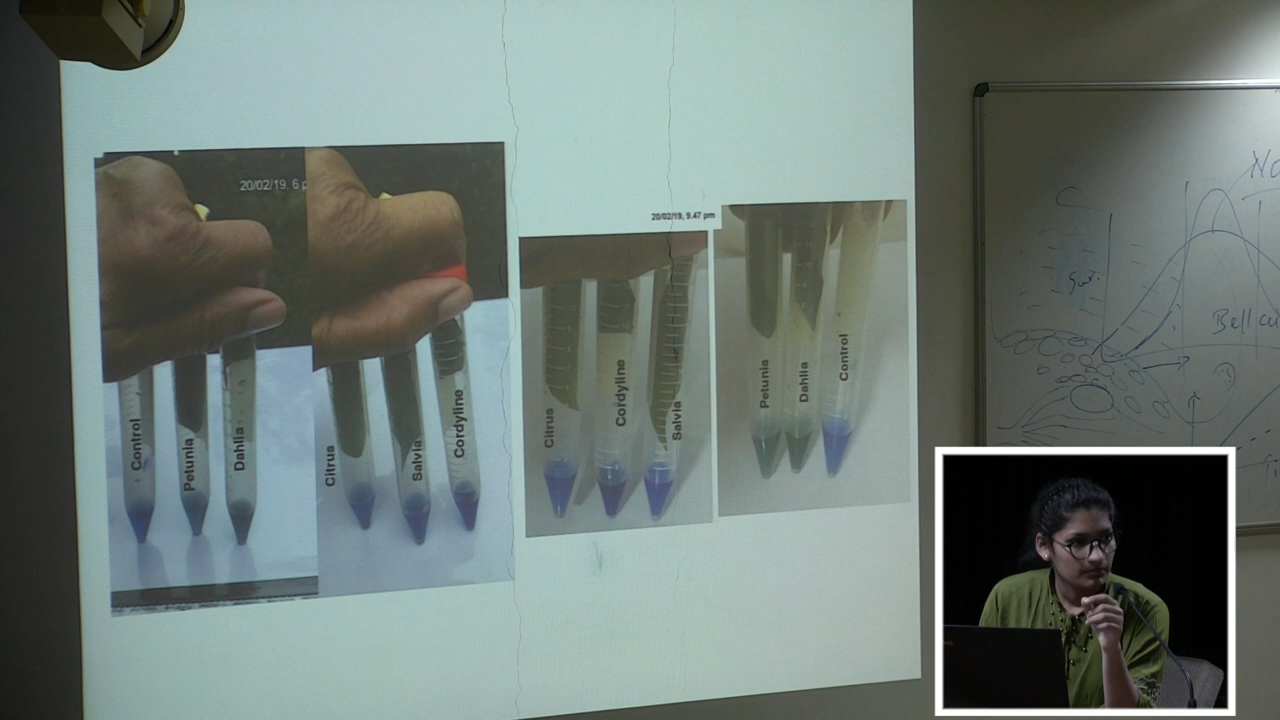 20/02/19, 6 p
Control
Petunia
Dahlia
Citrus
Salvia
Cordyline
20/02/19, 9.47 pm
Citrus
Cordyline
Salvia
Petunia
Dahlia
Control
No
Bell cu